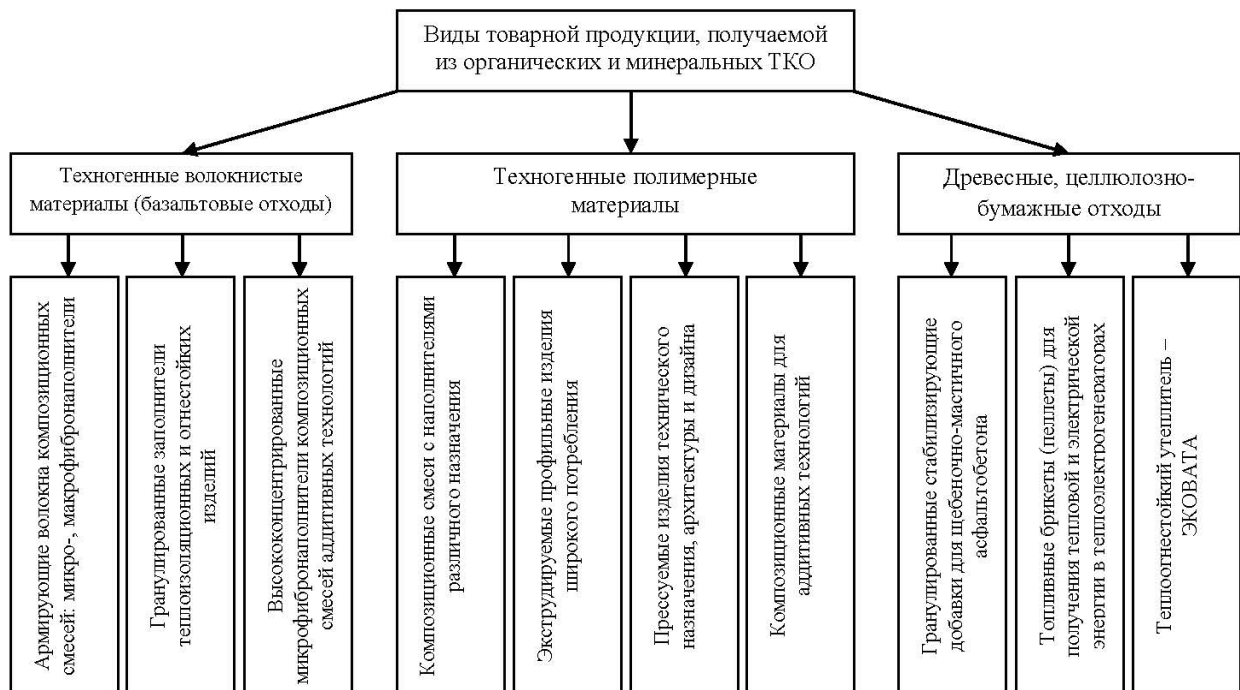 Виды товарной продукции, получаемой
из органических и минеральных ТКО
Техногенные волокнистые
материалы (базальтовые отходы)
Техногенные полимерные
материалы
Древесные, целлюлозно-
бумажные отходы
Армирующие волокна композиционных
смесей: микро-, макрофибронаполнители
Гранулированные заполнители
теплоизоляционных и огнестойких
изделий
Высококонцентрированные
микрофибронаполнители композиционных
смесей аддитивных технологий
Композиционные смеси с наполнителями
различного назначения
Экструдируемые профильные изделия
широкого потребления
Прессуемые изделия технического
назначения, архитектуры и дизайна
Композиционные материалы для
аддитивных технологий
Гранулированные стабилизирующие
добавки для щебеночно-мастичного
асфальтобетона
Топливные брикеты (пеллеты) для
получения тепловой и электрической
энергии в теплоэлектрогенераторах
Теплоогнестойкий утеплитель –
ЭКОВАТА